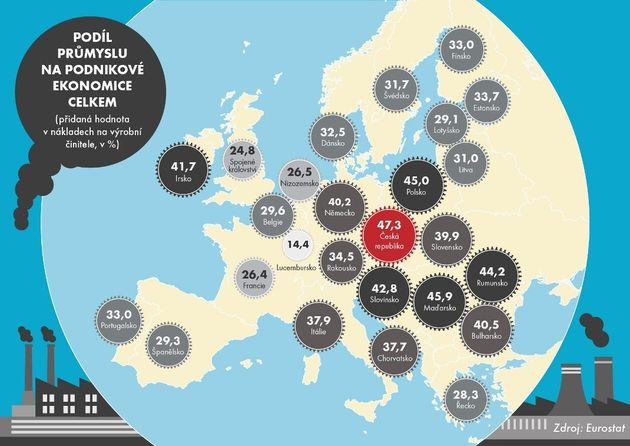 PODÍL
PRŮMYSLU
NA PODNIKOVÉ
EKONOMICE
CELKEM
(přidaná hodnota
v nákladech na výrobní
činitele, v %)
33,0
Finsko
31,7
Švédsko
33,7
Estonsko
29,1
Lotyšsko
32,5
Dánsko
31,0
Litva
24,8
Spojené
království
41,7
Irsko
26,5
Nizozemsko
45,0
Polsko
40,2
Německo
29,6
Belgie
47,3
Česká
republika
14,4
Lucembursko
39,9
Slovensko
34,5
Rakousko
26,4
Francie
44,2
Rumunsko
42,8
Slovinsko
45,9
Maďarsko
33,0
Portugalsko
37,9
Itálie
40,5
Bulharsko
29,3
Španělsko
37,7
Chorvatsko
28,3
Řecko
Zdroj: Eurostat